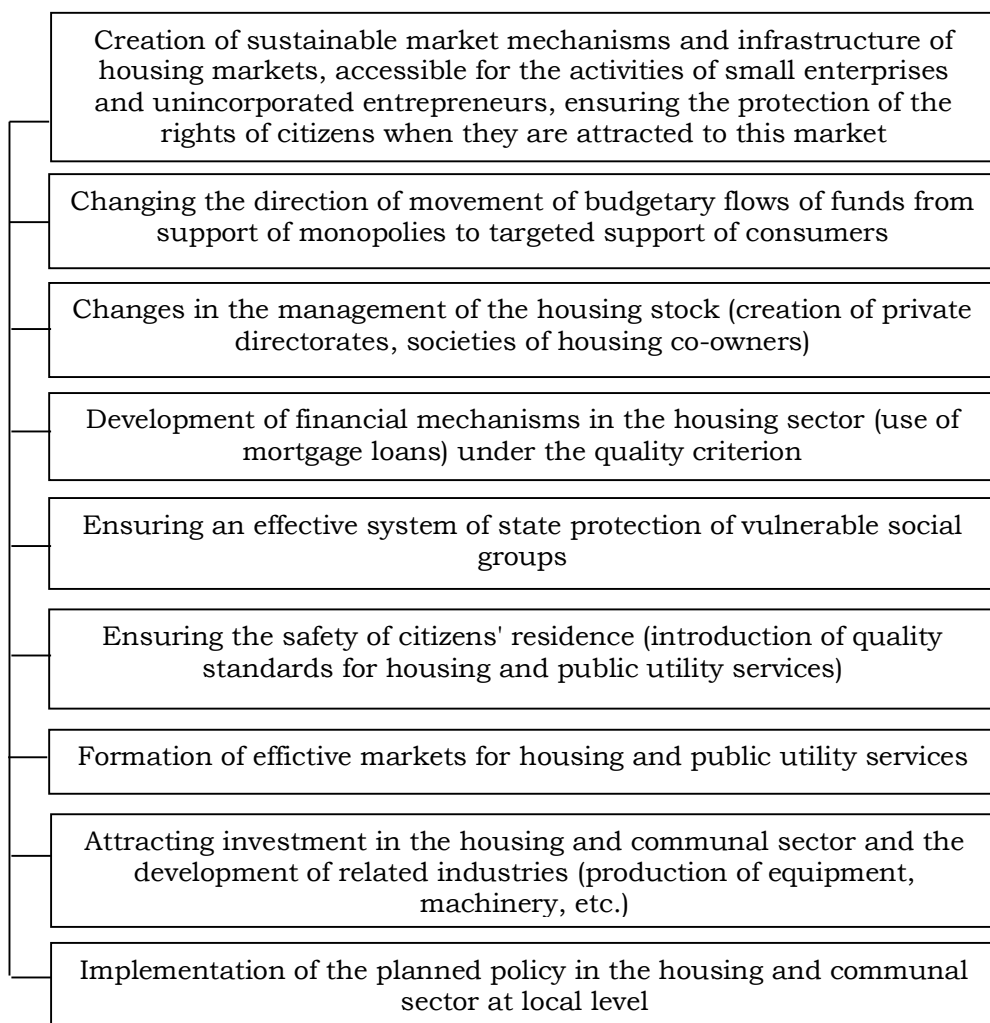 Creation of sustainable market mechanisms and infrastructure of
housing markets, accessible for the activities of small enterprises
and unincorporated entrepreneurs, ensuring the protection of the
rights of citizens when they are attracted to this market
Changing the direction of movement of budgetary flows of funds from
support of monopolies to targeted support of consumers
Changes in the management of the housing stock (creation of private
directorates, societies of housing co-owners)
Development of financial mechanisms in the housing sector (use of
mortgage loans) under the quality criterion
Ensuring an effective system of state protection of vulnerable social
groups
Ensuring the safety of citizens' residence (introduction of quality
standards for housing and public utility services)
Formation of effictive markets for housing and public utility services
Attracting investment in the housing and communal sector and the
development of related industries (production of equipment,
machinery, etc.)
Implementation of the planned policy in the housing and communal
sector at local level